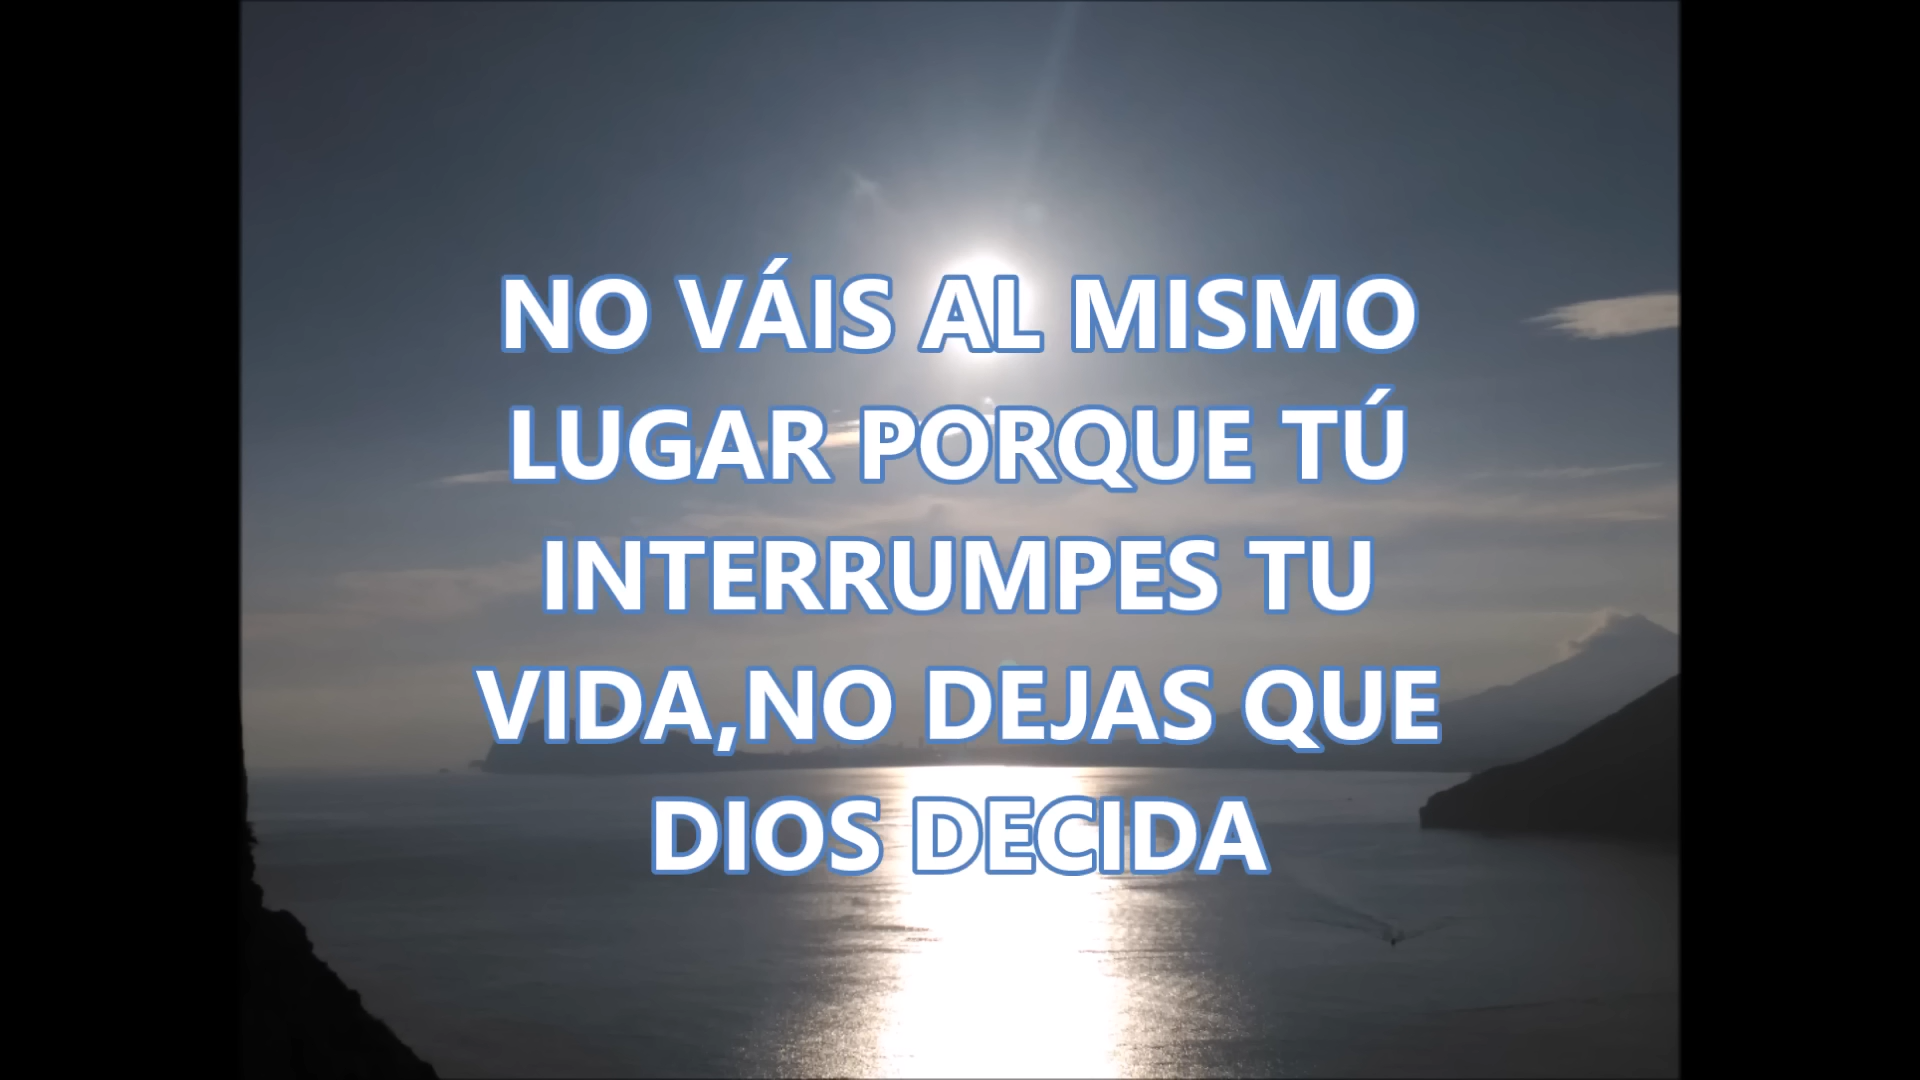 NO VÁIS AL MISMO
LUGAR PORQUE TÚ
INTERRUMPES TU
VIDA,NO DEJAS QUE
DIOS DECIDA